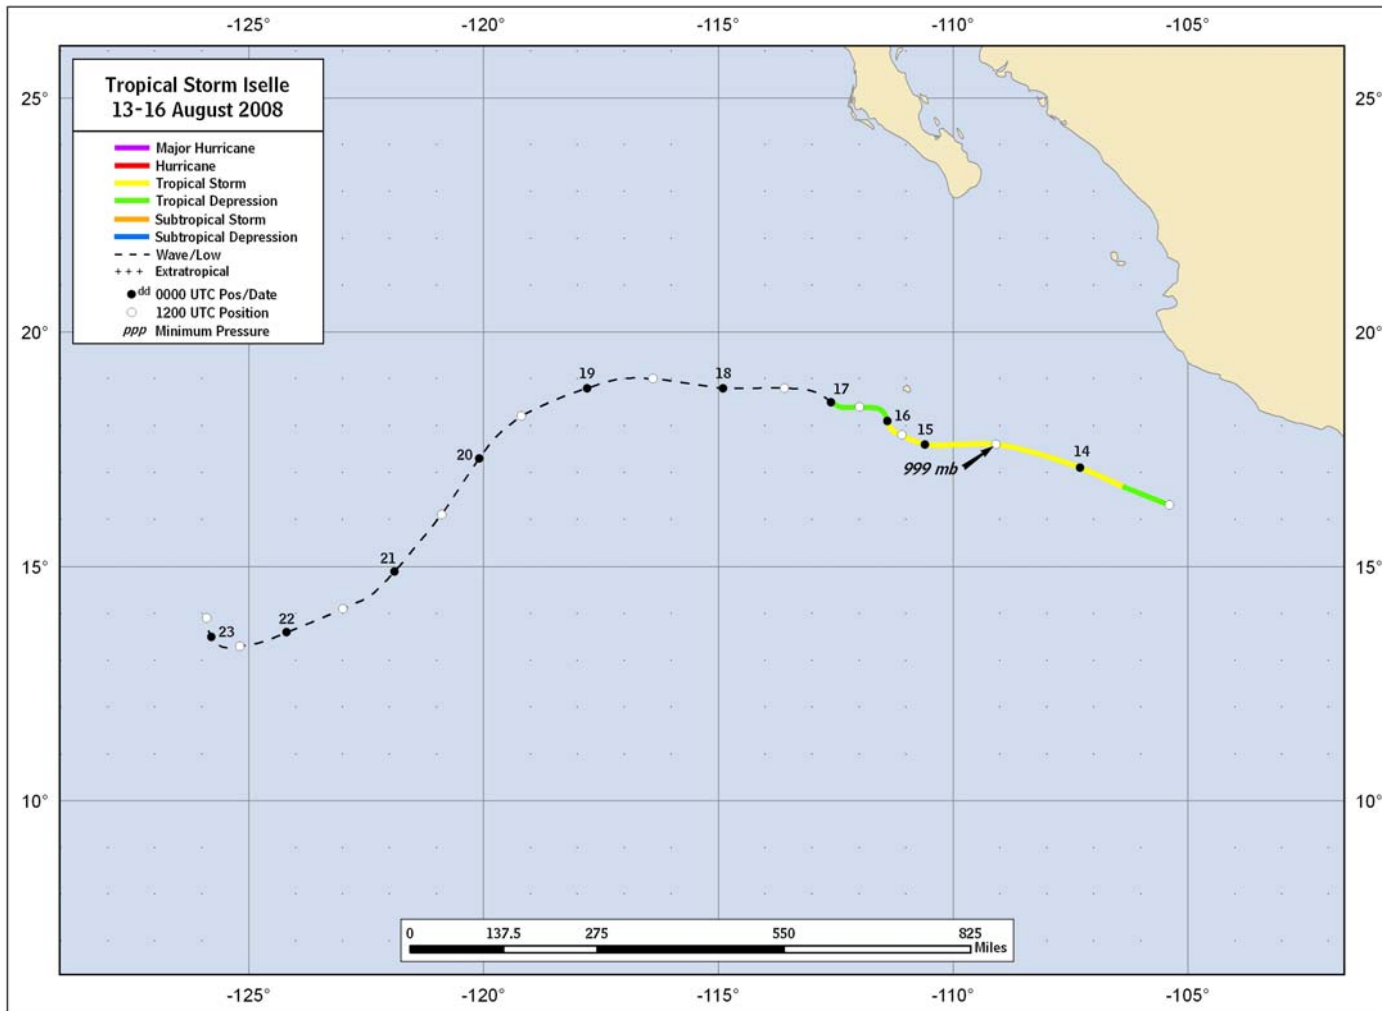 -125° -120° -115° -110° -105°
Tropical Storm Iselle
13-16 August 2008
Major Hurricane
Hurricane
Tropical Storm
Tropical Depression
Subtropical Storm
Subtropical Depression
Wave/Low
+++ Extratropical
dd 0000 UTC Pos/Date
1200 UTC Position
ppp Minimum Pressure
25° 25°
20° 20°
19 18 17
16 15 14
20 999 mb
21
15° 15°
22
23
10° 10°
0 137.5 275 550 825
Miles
-125° -120° -115° -110° -105°